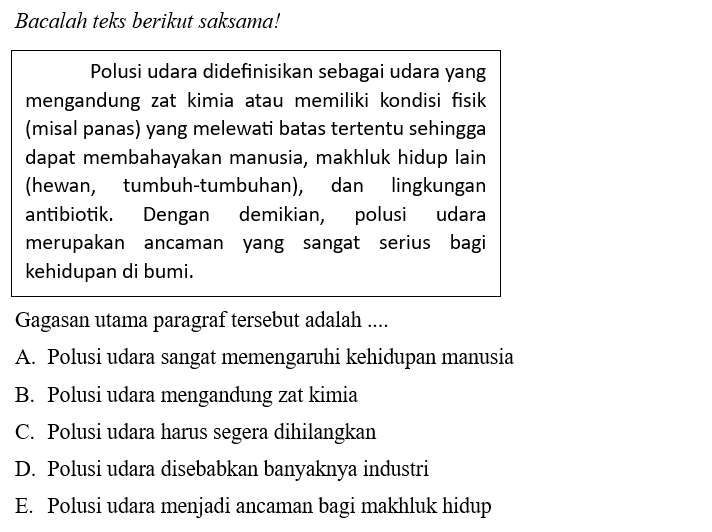 Bacalah teks berikut saksama!
Polusi udara didefinisikan sebagai udara yang
mengandung zat kimia atau memiliki kondisi fisik
(misal panas) yang melewati batas tertentu sehingga
dapat membahayakan manusia, makhluk hidup lain
(hewan, tumbuh-tumbuhan), dan lingkungan
antibiotik. Dengan demikian, polusi udara
merupakan ancaman yang sangat serius bagi
kehidupan di bumi.
Gagasan utama paragraf tersebut adalah ....
A. Polusi udara sangat memengaruhi kehidupan manusia
B. Polusi udara mengandung zat kimia
C. Polusi udara harus segera dihilangkan
D. Polusi udara disebabkan banyaknya industri
E. Polusi udara menjadi ancaman bagi makhluk hidup